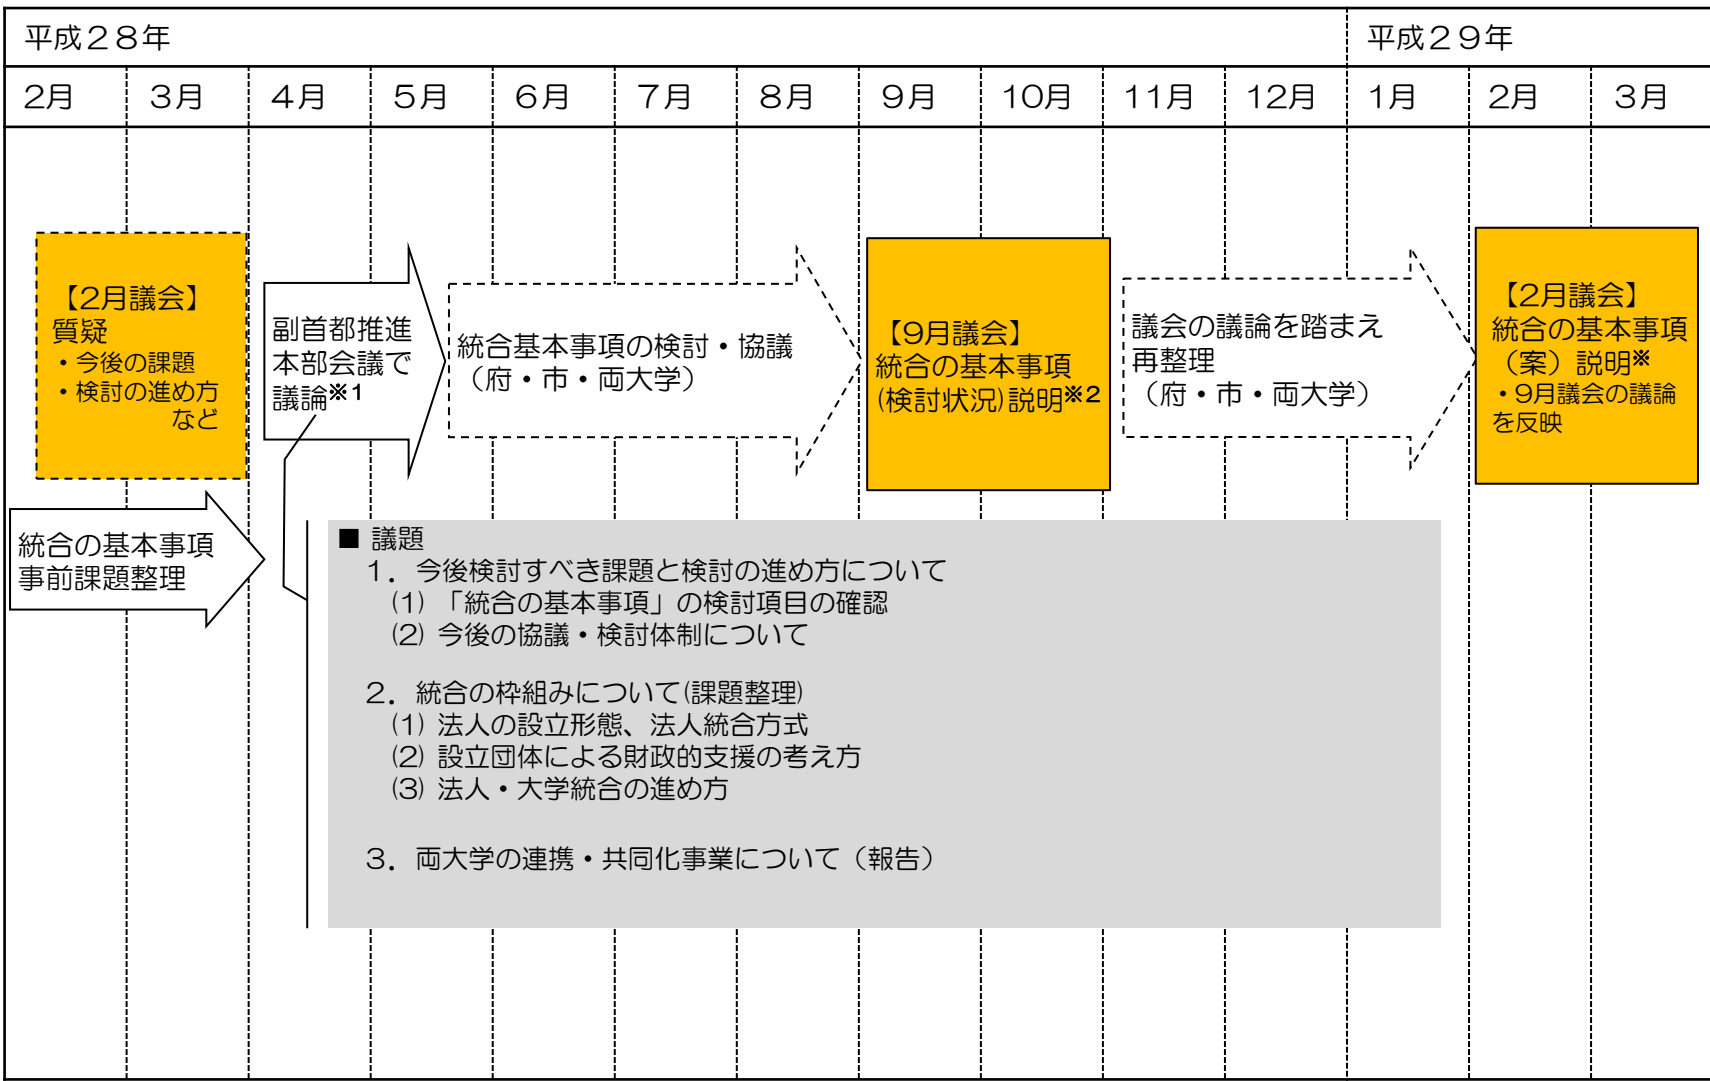 平成２８年
平成２９年
2月
3月
4月
5月
6月
7月
8月
9月
10月
11月
12月
1月
2月
3月
【2月議会】
質疑
・今後の課題
・検討の進め方
など
統合の基本事項
事前課題整理
副首都推進
本部会議で
議論※1
統合基本事項の検討・協議
（府・市・両大学）
【9月議会】
統合の基本事項
(検討状況)説明※2
議会の議論を踏まえ
再整理
（府・市・両大学）
【2月議会】
統合の基本事項
（案）説明※
・9月議会の議論
を反映
■ 議題
１．今後検討すべき課題と検討の進め方について
(1) 「統合の基本事項」の検討項目の確認
(2) 今後の協議・検討体制について
２．統合の枠組みについて(課題整理)
(1) 法人の設立形態、法人統合方式
(2) 設立団体による財政的支援の考え方
(3) 法人・大学統合の進め方
３．両大学の連携・共同化事業について（報告）